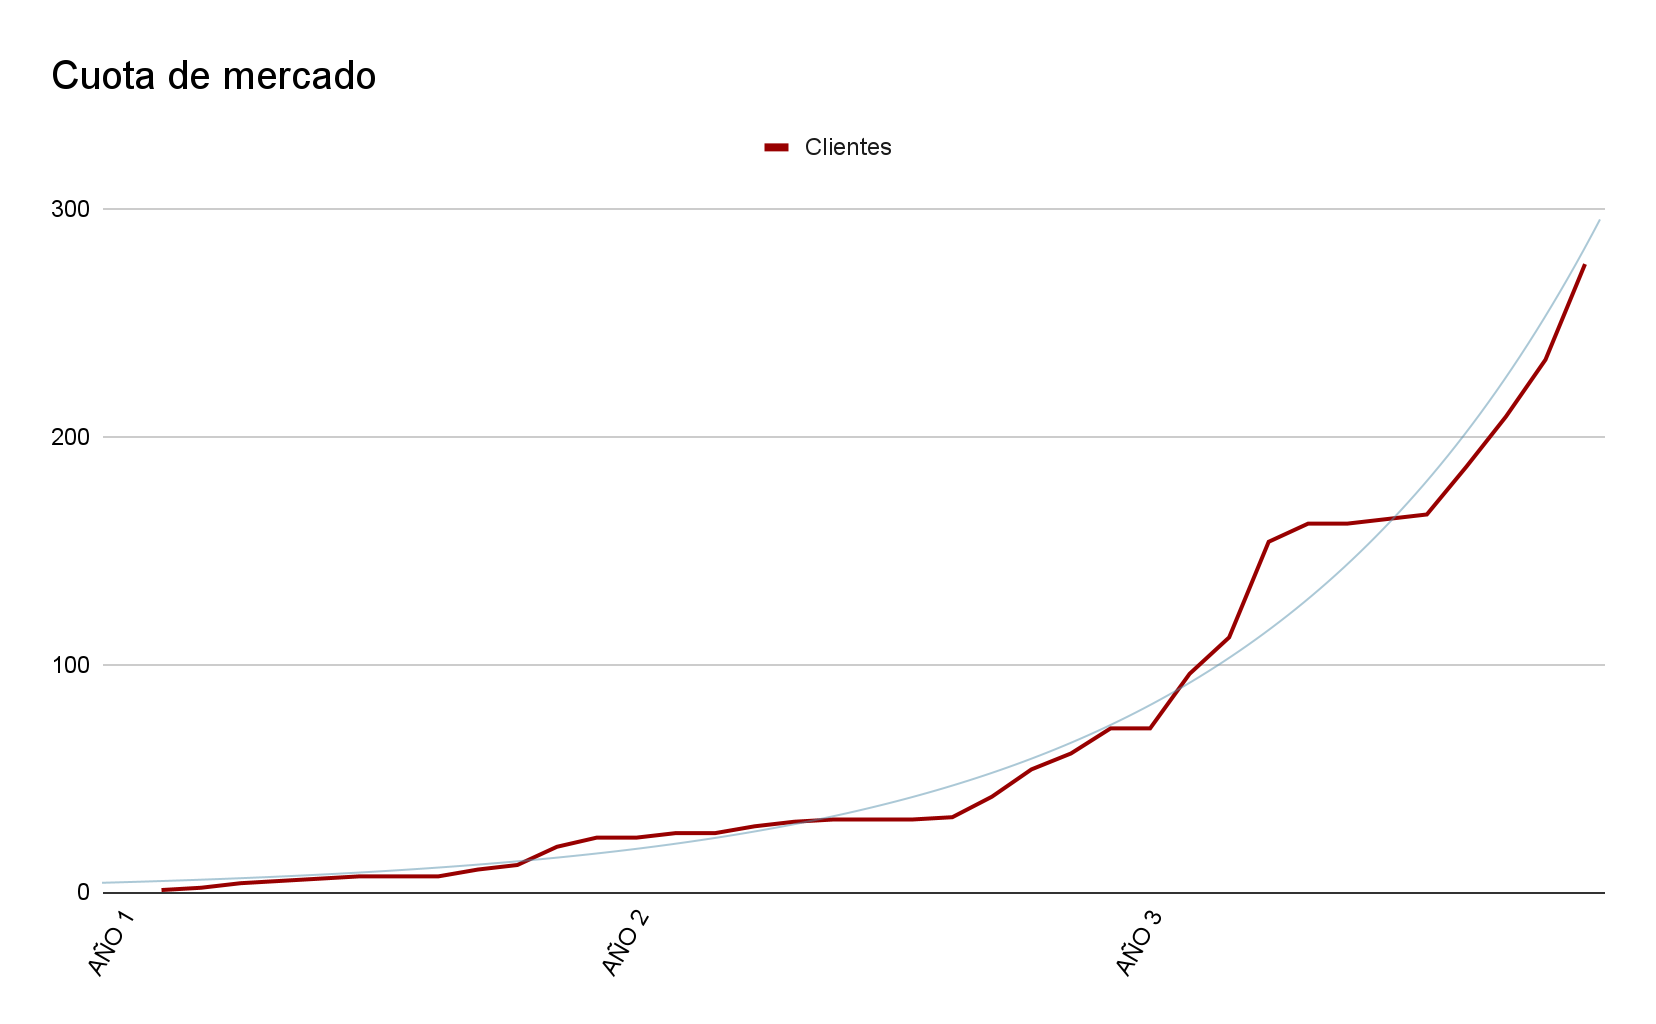 Cuota de mercado
Clientes
300
200
100
0
AÑO 1
AÑO 2
AÑO 3